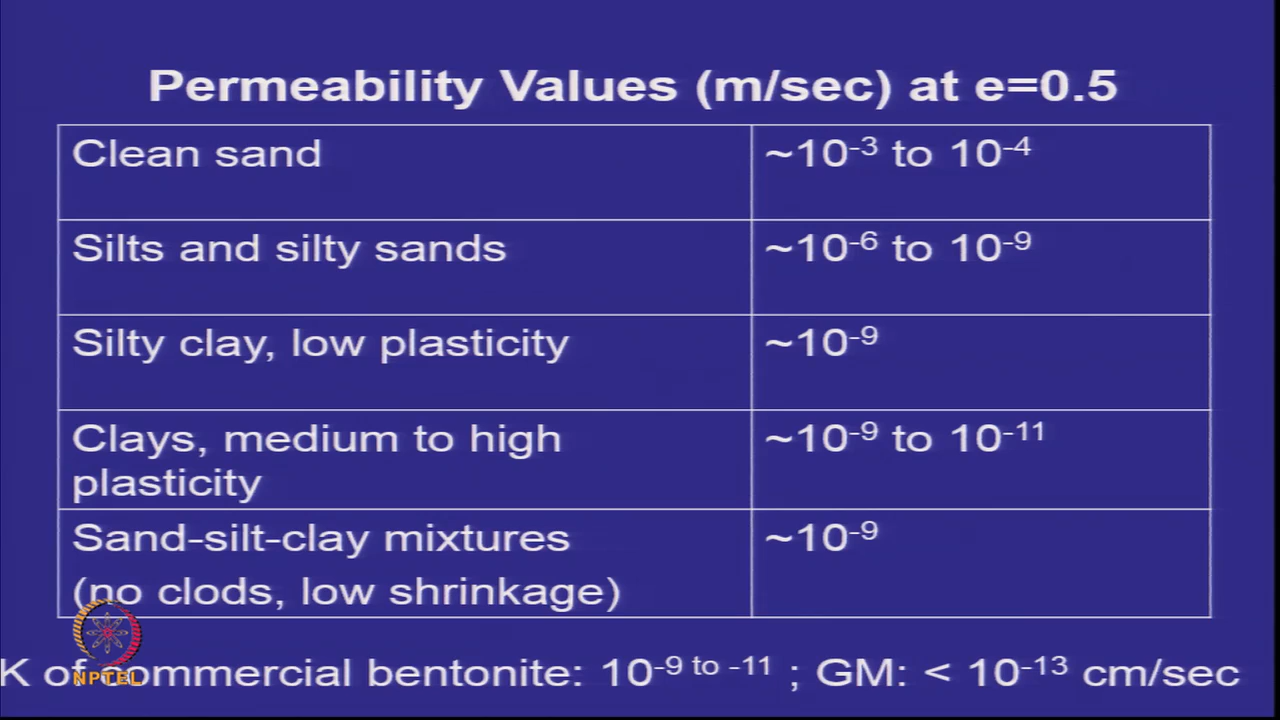 Permeability Values (m/sec) at e=0.5
Clean sand ~10⁻³ to 10⁻⁴
Silts and silty sands ~10⁻⁶ to 10⁻⁹
Silty clay, low plasticity ~10⁻⁹
Clays, medium to high ~10⁻⁹ to 10⁻¹¹
plasticity
Sand-silt-clay mixtures ~10⁻⁹
(no clods, low shrinkage)
K of commercial bentonite: 10⁻⁹ ᵗᵒ ⁻¹¹ ; GM: < 10⁻¹³ cm/sec
NPTEL